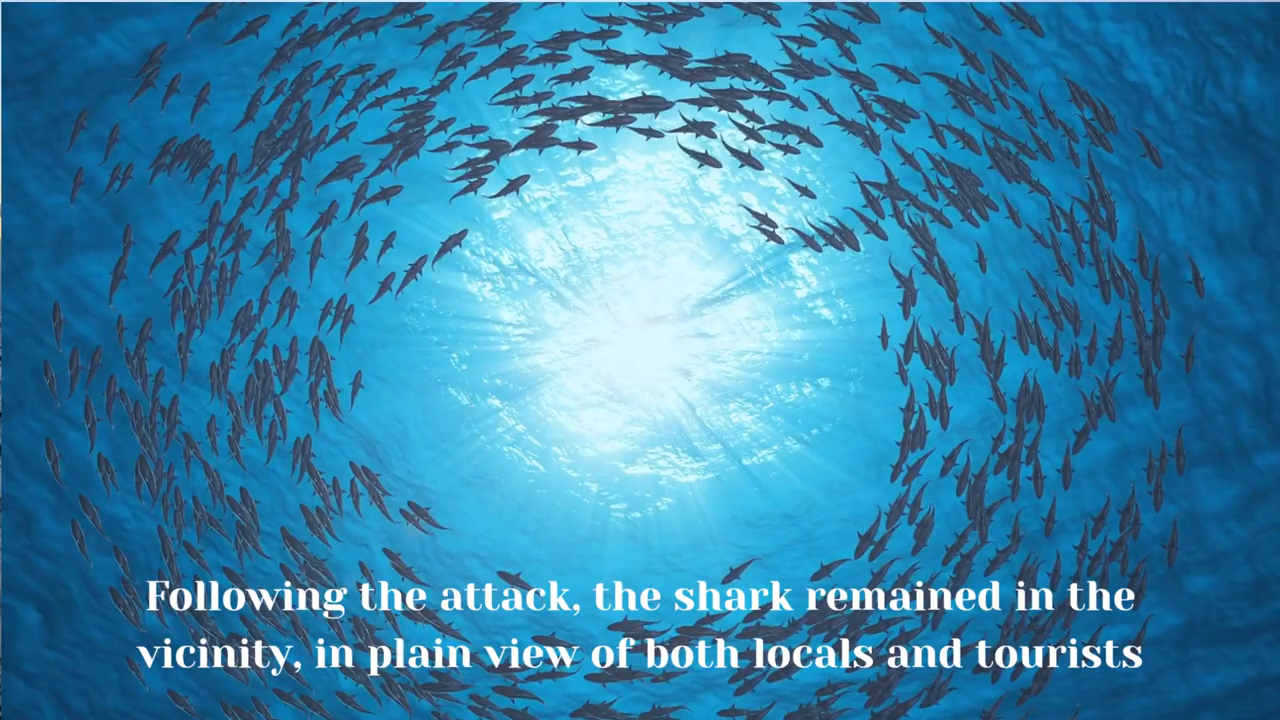 Following the attack, the shark remained in the
vicinity, in plain view of both locals and tourists